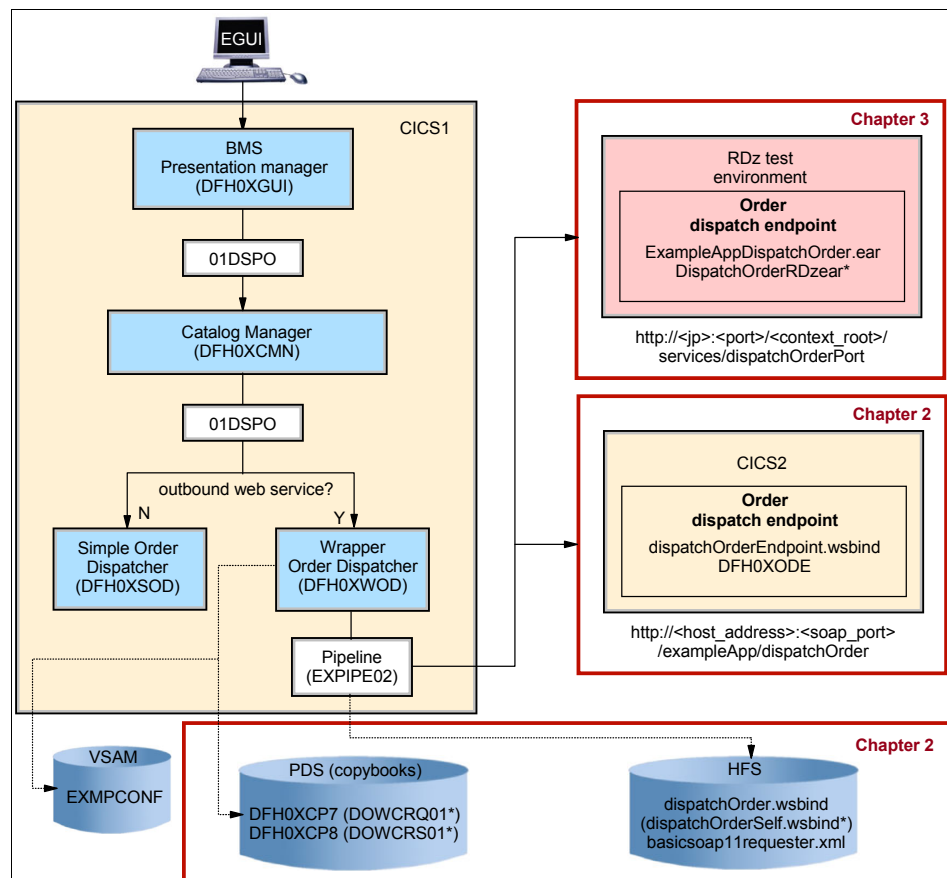 EGUI
CICS1
BMS
Presentation manager
(DFH0XGUI)
01DSPO
Catalog Manager
(DFH0XCMN)
01DSPO
outbound web service?
N
Y
Simple Order
Dispatcher
(DFH0XSOD)
Wrapper
Order Dispatcher
(DFH0XWOD)
Pipeline
(EXPIPE02)
Chapter 3
RDz test
environment
Order
dispatch endpoint
ExampleAppDispatchOrder.ear
DispatchOrderRDzear*
http://<jp>:<port>/<context_root>/
services/dispatchOrderPort
Chapter 2
CICS2
Order
dispatch endpoint
dispatchOrderEndpoint.wsbind
DFH0XODE
http://<host_address>:<soap_port>
/exampleApp/dispatchOrder
Chapter 2
VSAM
EXMPCONF
PDS (copybooks)
DFH0XCP7 (DOWCRQ01*)
DFH0XCP8 (DOWCRS01*)
HFS
dispatchOrder.wsbind
(dispatchOrderSelf.wsbind*)
basicsoap11requester.xml